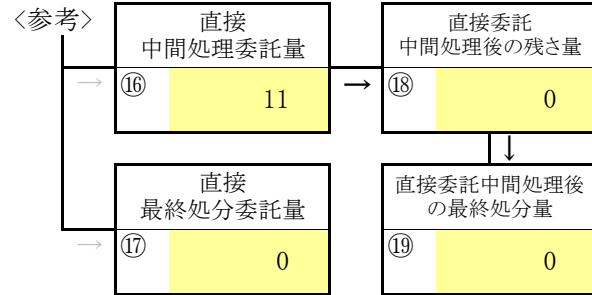 〈参考〉
直接
中間処理委託量
→
⑯
11
→
直接委託
中間処理後の残さ量
⑱
0
↓
直接
最終処分委託量
→
⑰
0
直接委託中間処理後
の最終処分量
⑲
0